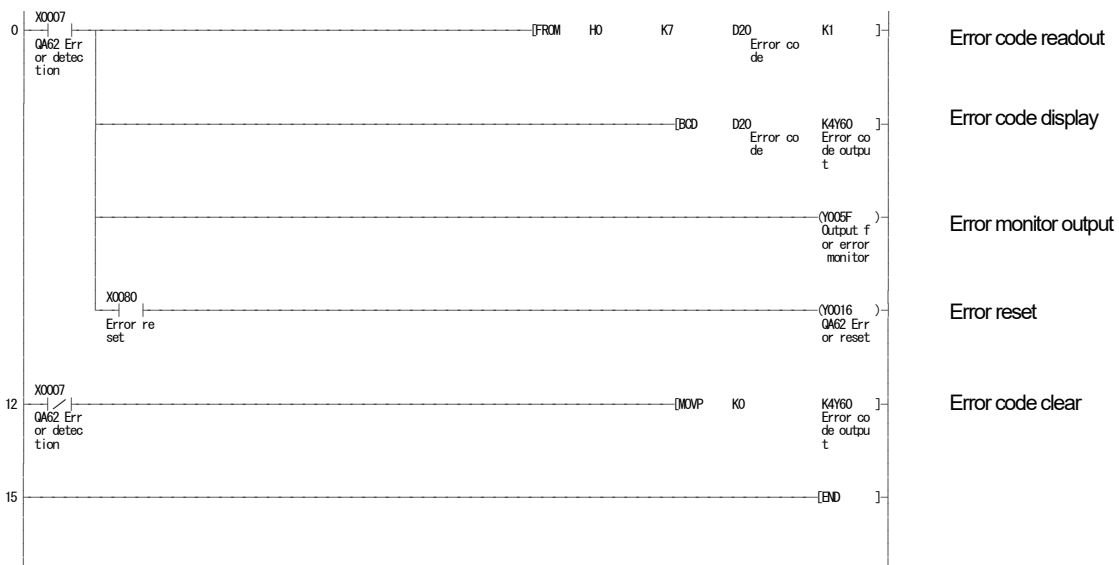 X0007
0 [FROM H0 K7 D20 K1 ] Error code readout
QA62 Err Error co
or detec de
tion
[BCD D20 K4Y60 ] Error code display
Error co Error co
de de outpu
t
(Y005F ) Error monitor output
Output f
or error
monitor
X0080
(Y0016 ) Error reset
Error re QA62 Err
set or reset
X0007
12 [MOVP K0 K4Y60 ] Error code clear
QA62 Err Error co
or detec de outpu
tion t
15 [END ]